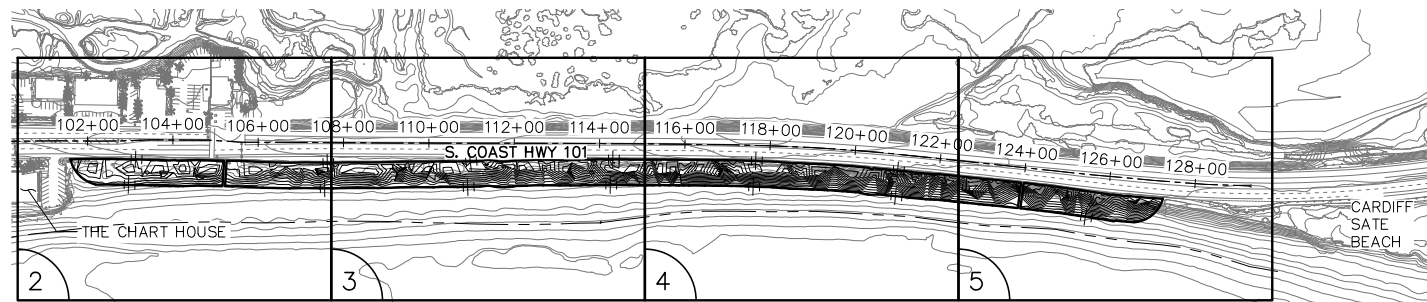 102+00 104+00 106+00 108+00 110+00 112+00 114+00 116+00 118+00 120+00 122+00 124+00 126+00 128+00
S. COAST HWY 101
THE CHART HOUSE
CARDIFF
SATE
BEACH
2 3 4 5